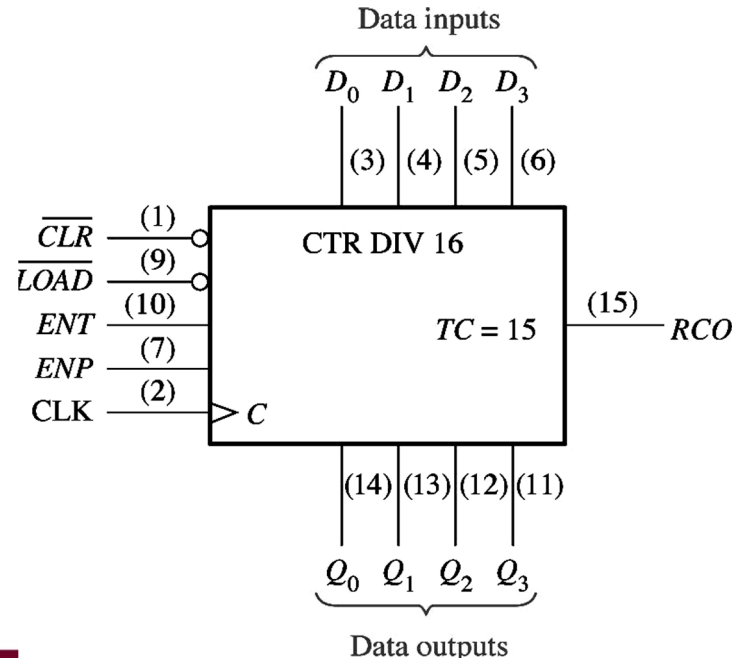 Data inputs
D0 D1 D2 D3
(3) (4) (5) (6)
CLR (1)
LOAD (9)
ENT (10)
ENP (7)
CLK (2)
C
CTR DIV 16
TC = 15
(15) RCO
(14) (13) (12) (11)
Q0 Q1 Q2 Q3
Data outputs